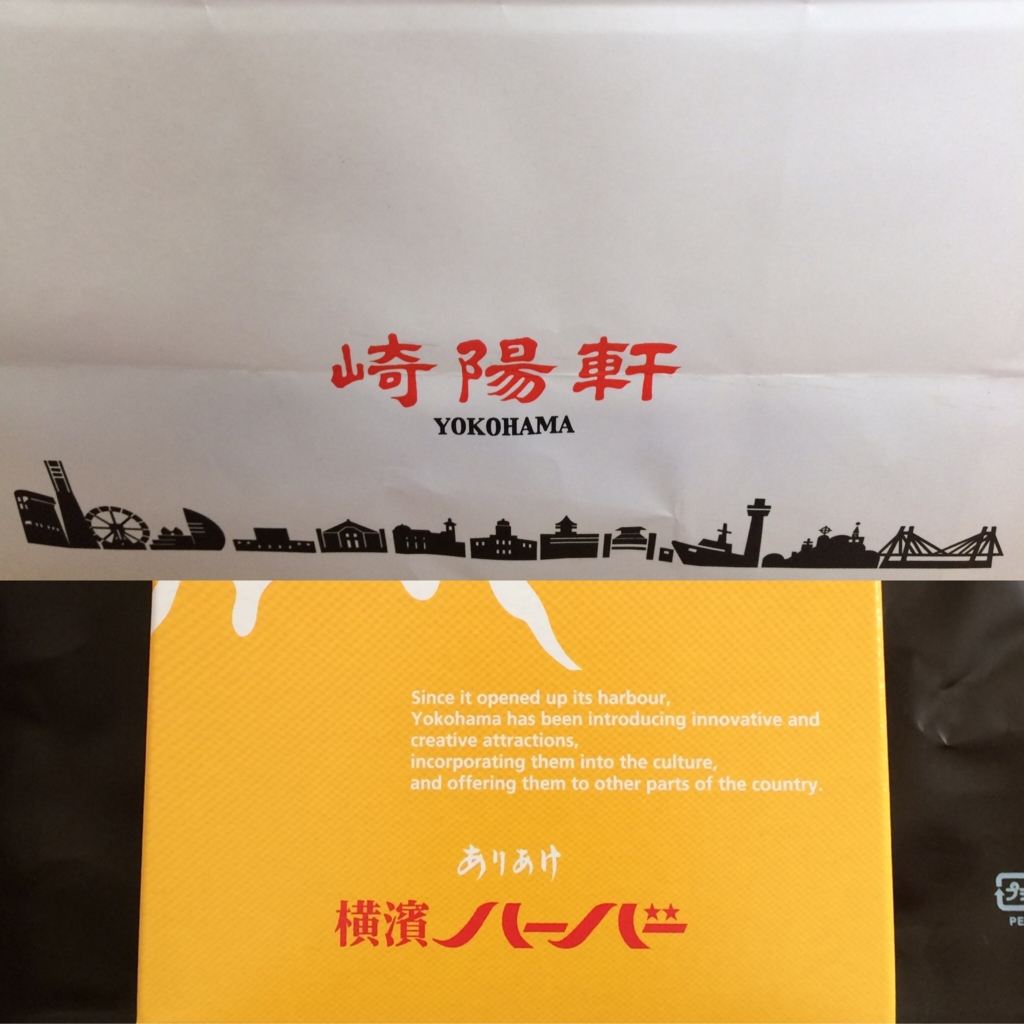 崎陽軒
YOKOHAMA
Since it opened up its harbour,
Yokohama has been introducing innovative and
creative attractions,
incorporating them into the culture,
and offering them to other parts of the country.
ありあけ
横濱ハーバー
プ
PE